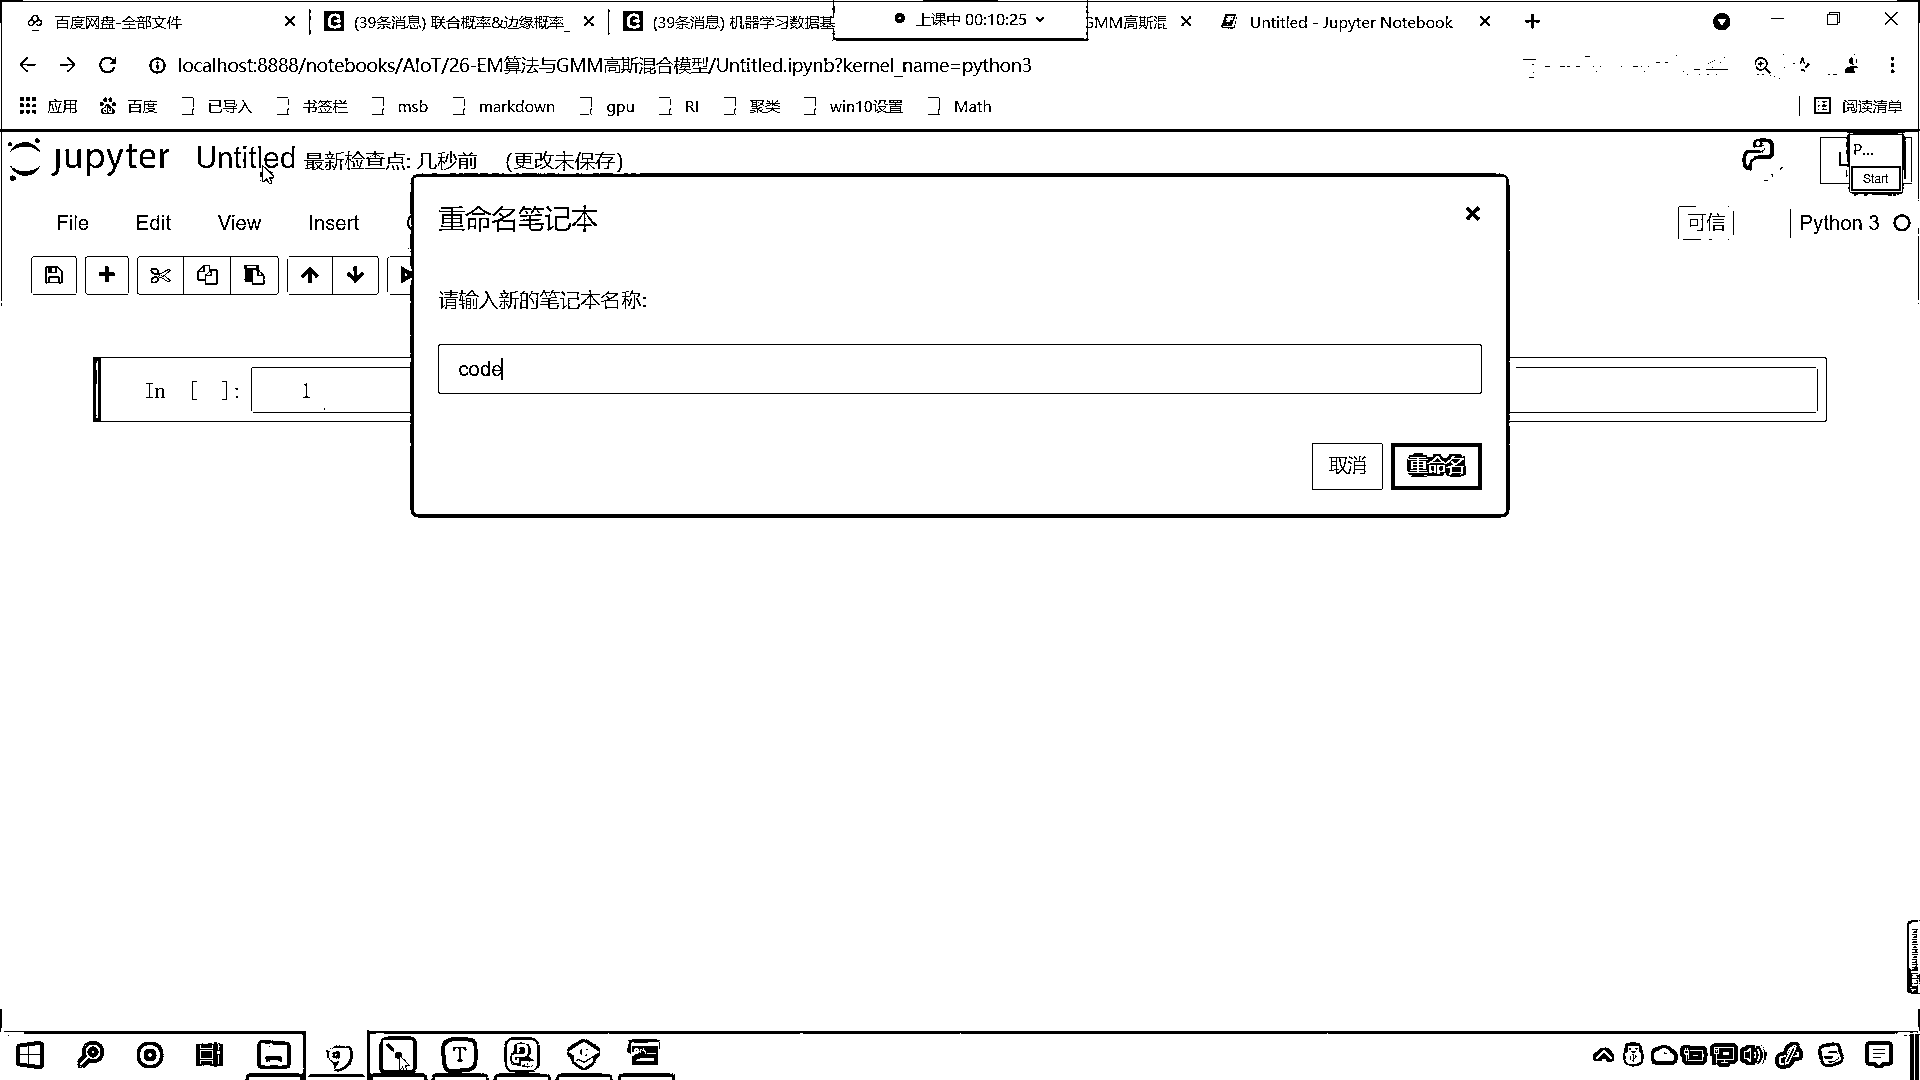 百度网盘-全部文件
(39条消息) 联合概率&边缘概率_
(39条消息) 机器学习数据基
上课中 00:10:25
GMM高斯混
Untitled - Jupyter Notebook
localhost:8888/notebooks/AIoT/26-EM算法与GMM高斯混合模型/Untitled.ipynb?kernel_name=python3
应用 百度 已导入 书签栏 msb markdown gpu RI 聚类 win10设置 Math 阅读清单
jupyter Untitled 最新检查点: 几秒前 (更改未保存)
P...
Start
File Edit View Insert
可信 Python 3
重命名笔记本
请输入新的笔记本名称:
code
In [ ]: 1
取消 重命名